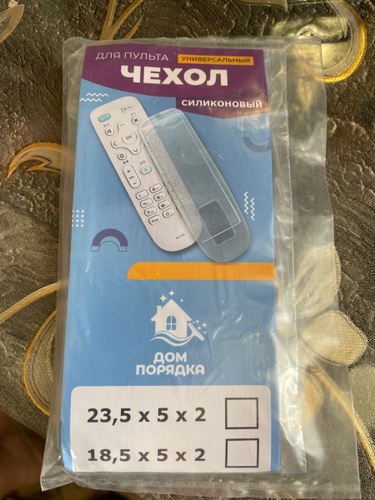 ДЛЯ ПУЛЬТА
УНИВЕРСАЛЬНЫЙ
ЧЕХОЛ
СИЛИКОНОВЫЙ
ДОМ
ПОРЯДКА
23,5 x 5 x 2
18,5 x 5 x 2